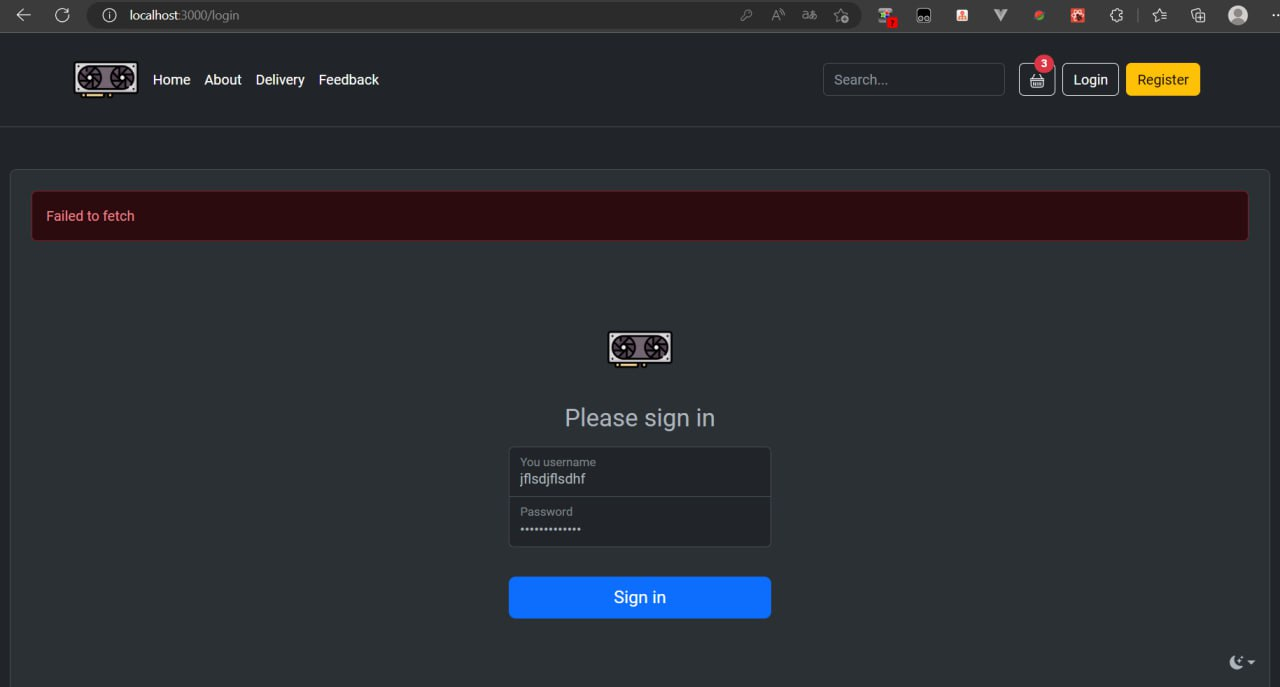 localhost:3000/login
Home About Delivery Feedback
Search...
3
Login
Register
Failed to fetch
Please sign in
You username
jflsdjflsdhf
Password
•••••••••••••
Sign in